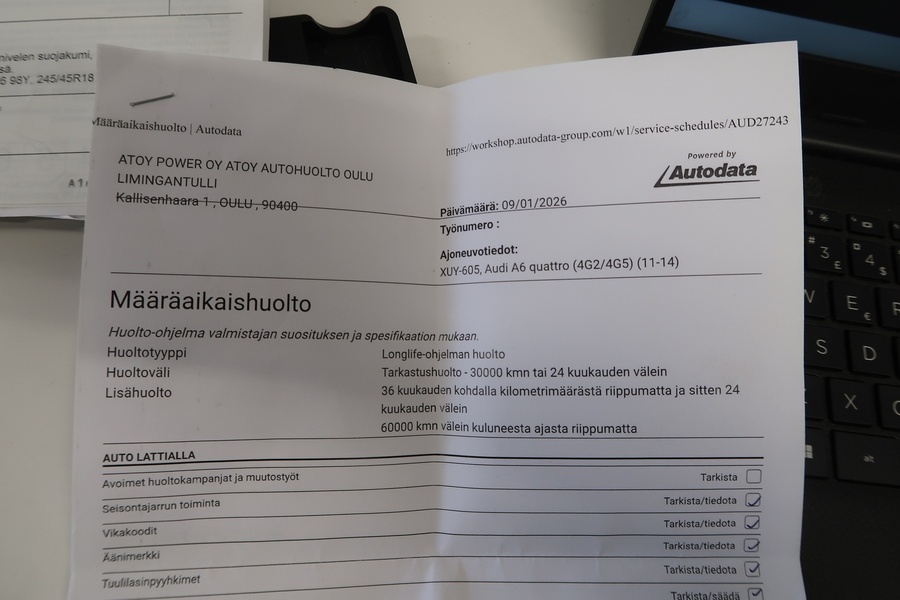 nivelen suojakumi,
sä.
6 98Y, 245/45R18
Määräaikaishuolto | Autodata
https://workshop.autodata-group.com/w1/service-schedules/AUD27243
ATOY POWER OY ATOY AUTOHUOLTO OULU
LIMINGANTULLI
Kallisenhaara 1 , OULU , 90400
Powered by
Autodata
Päivämäärä: 09/01/2026
Työnumero :
Ajoneuvotiedot:
XUY-605, Audi A6 quattro (4G2/4G5) (11-14)
Määräaikaishuolto
Huolto-ohjelma valmistajan suosituksen ja spesifikaation mukaan.
Huoltotyyppi Longlife-ohjelman huolto
Huoltoväli Tarkastushuolto - 30000 kmn tai 24 kuukauden välein
Lisähuolto 36 kuukauden kohdalla kilometrimäärästä riippumatta ja sitten 24
kuukauden välein
60000 kmn välein kuluneesta ajasta riippumatta
AUTO LATTIALLA
Avoimet huoltokampanjat ja muutostyöt Tarkista
Seisontajarrun toiminta Tarkista/tiedota
Vikakoodit Tarkista/tiedota
Äänimerkki Tarkista/tiedota
Tuulilasinpyyhkimet Tarkista/tiedota
Tarkista/säädä
3
£
4
$
E
€
R
S
D
X
alt